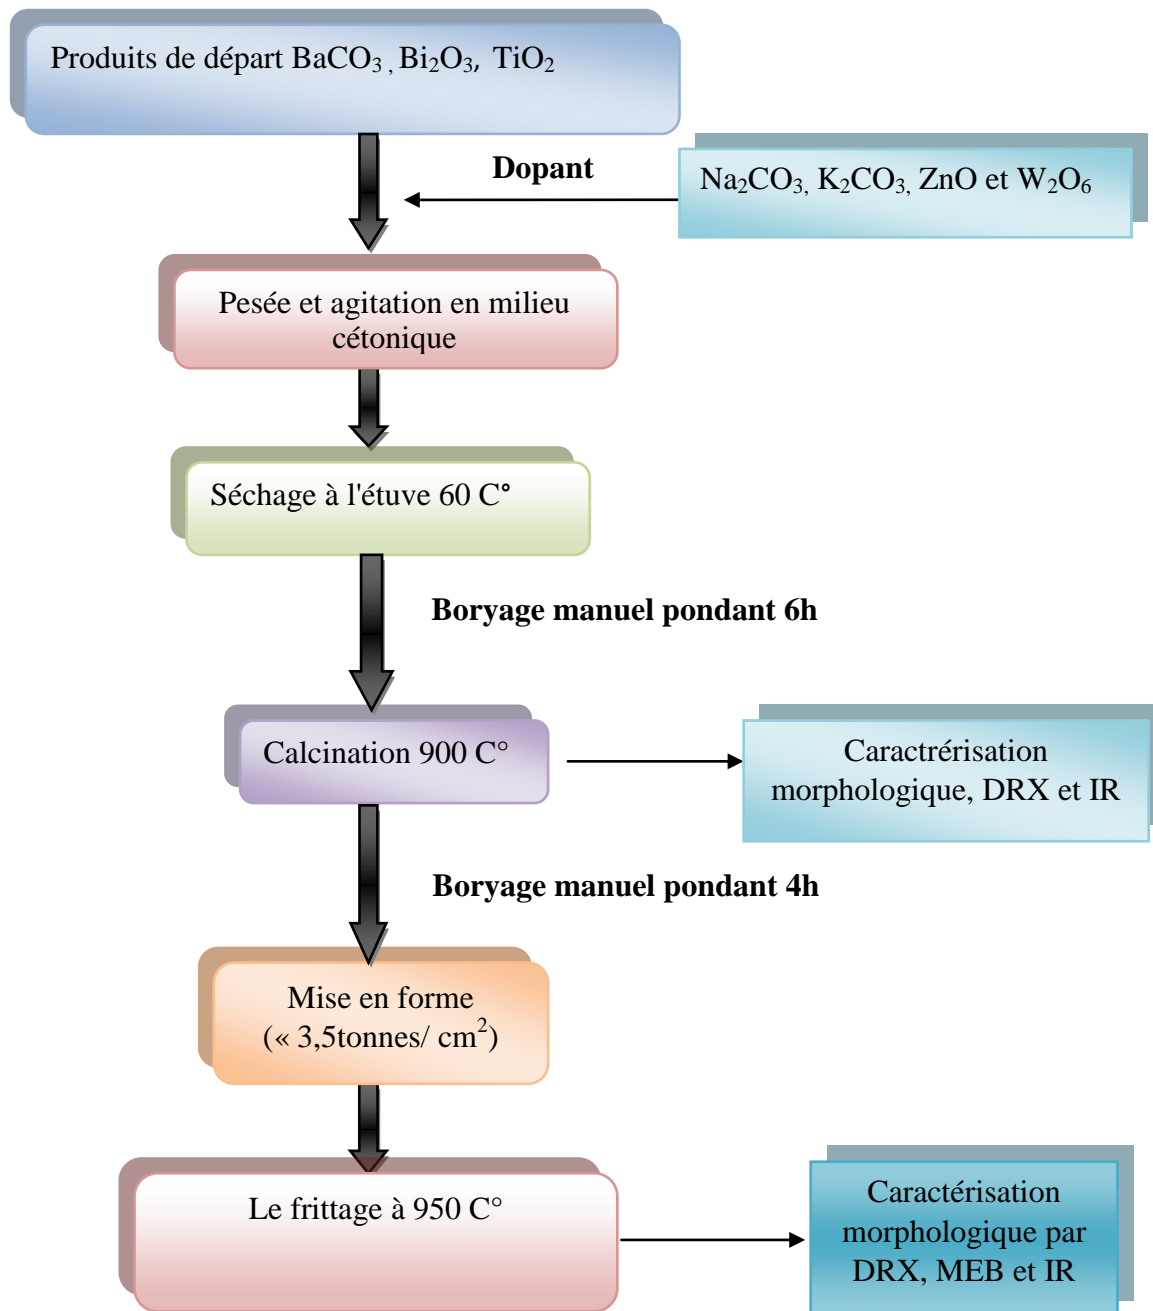 Produits de départ BaCO₃ , Bi₂O₃, TiO₂
Dopant
Na₂CO₃, K₂CO₃, ZnO et W₂O₆
Pesée et agitation en milieu
cétonique
Séchage à l'étuve 60 C°
Boryage manuel pondant 6h
Calcination 900 C°
Caractrérisation
morphologique, DRX et IR
Boryage manuel pondant 4h
Mise en forme
(« 3,5tonnes/ cm²)
Le frittage à 950 C°
Caractérisation
morphologique par
DRX, MEB et IR